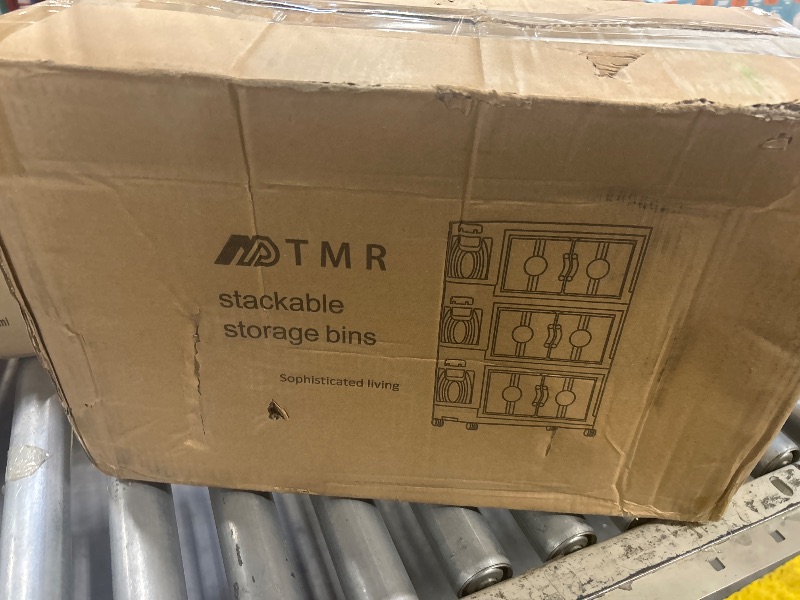 TMR
stackable
storage bins
Sophisticated living